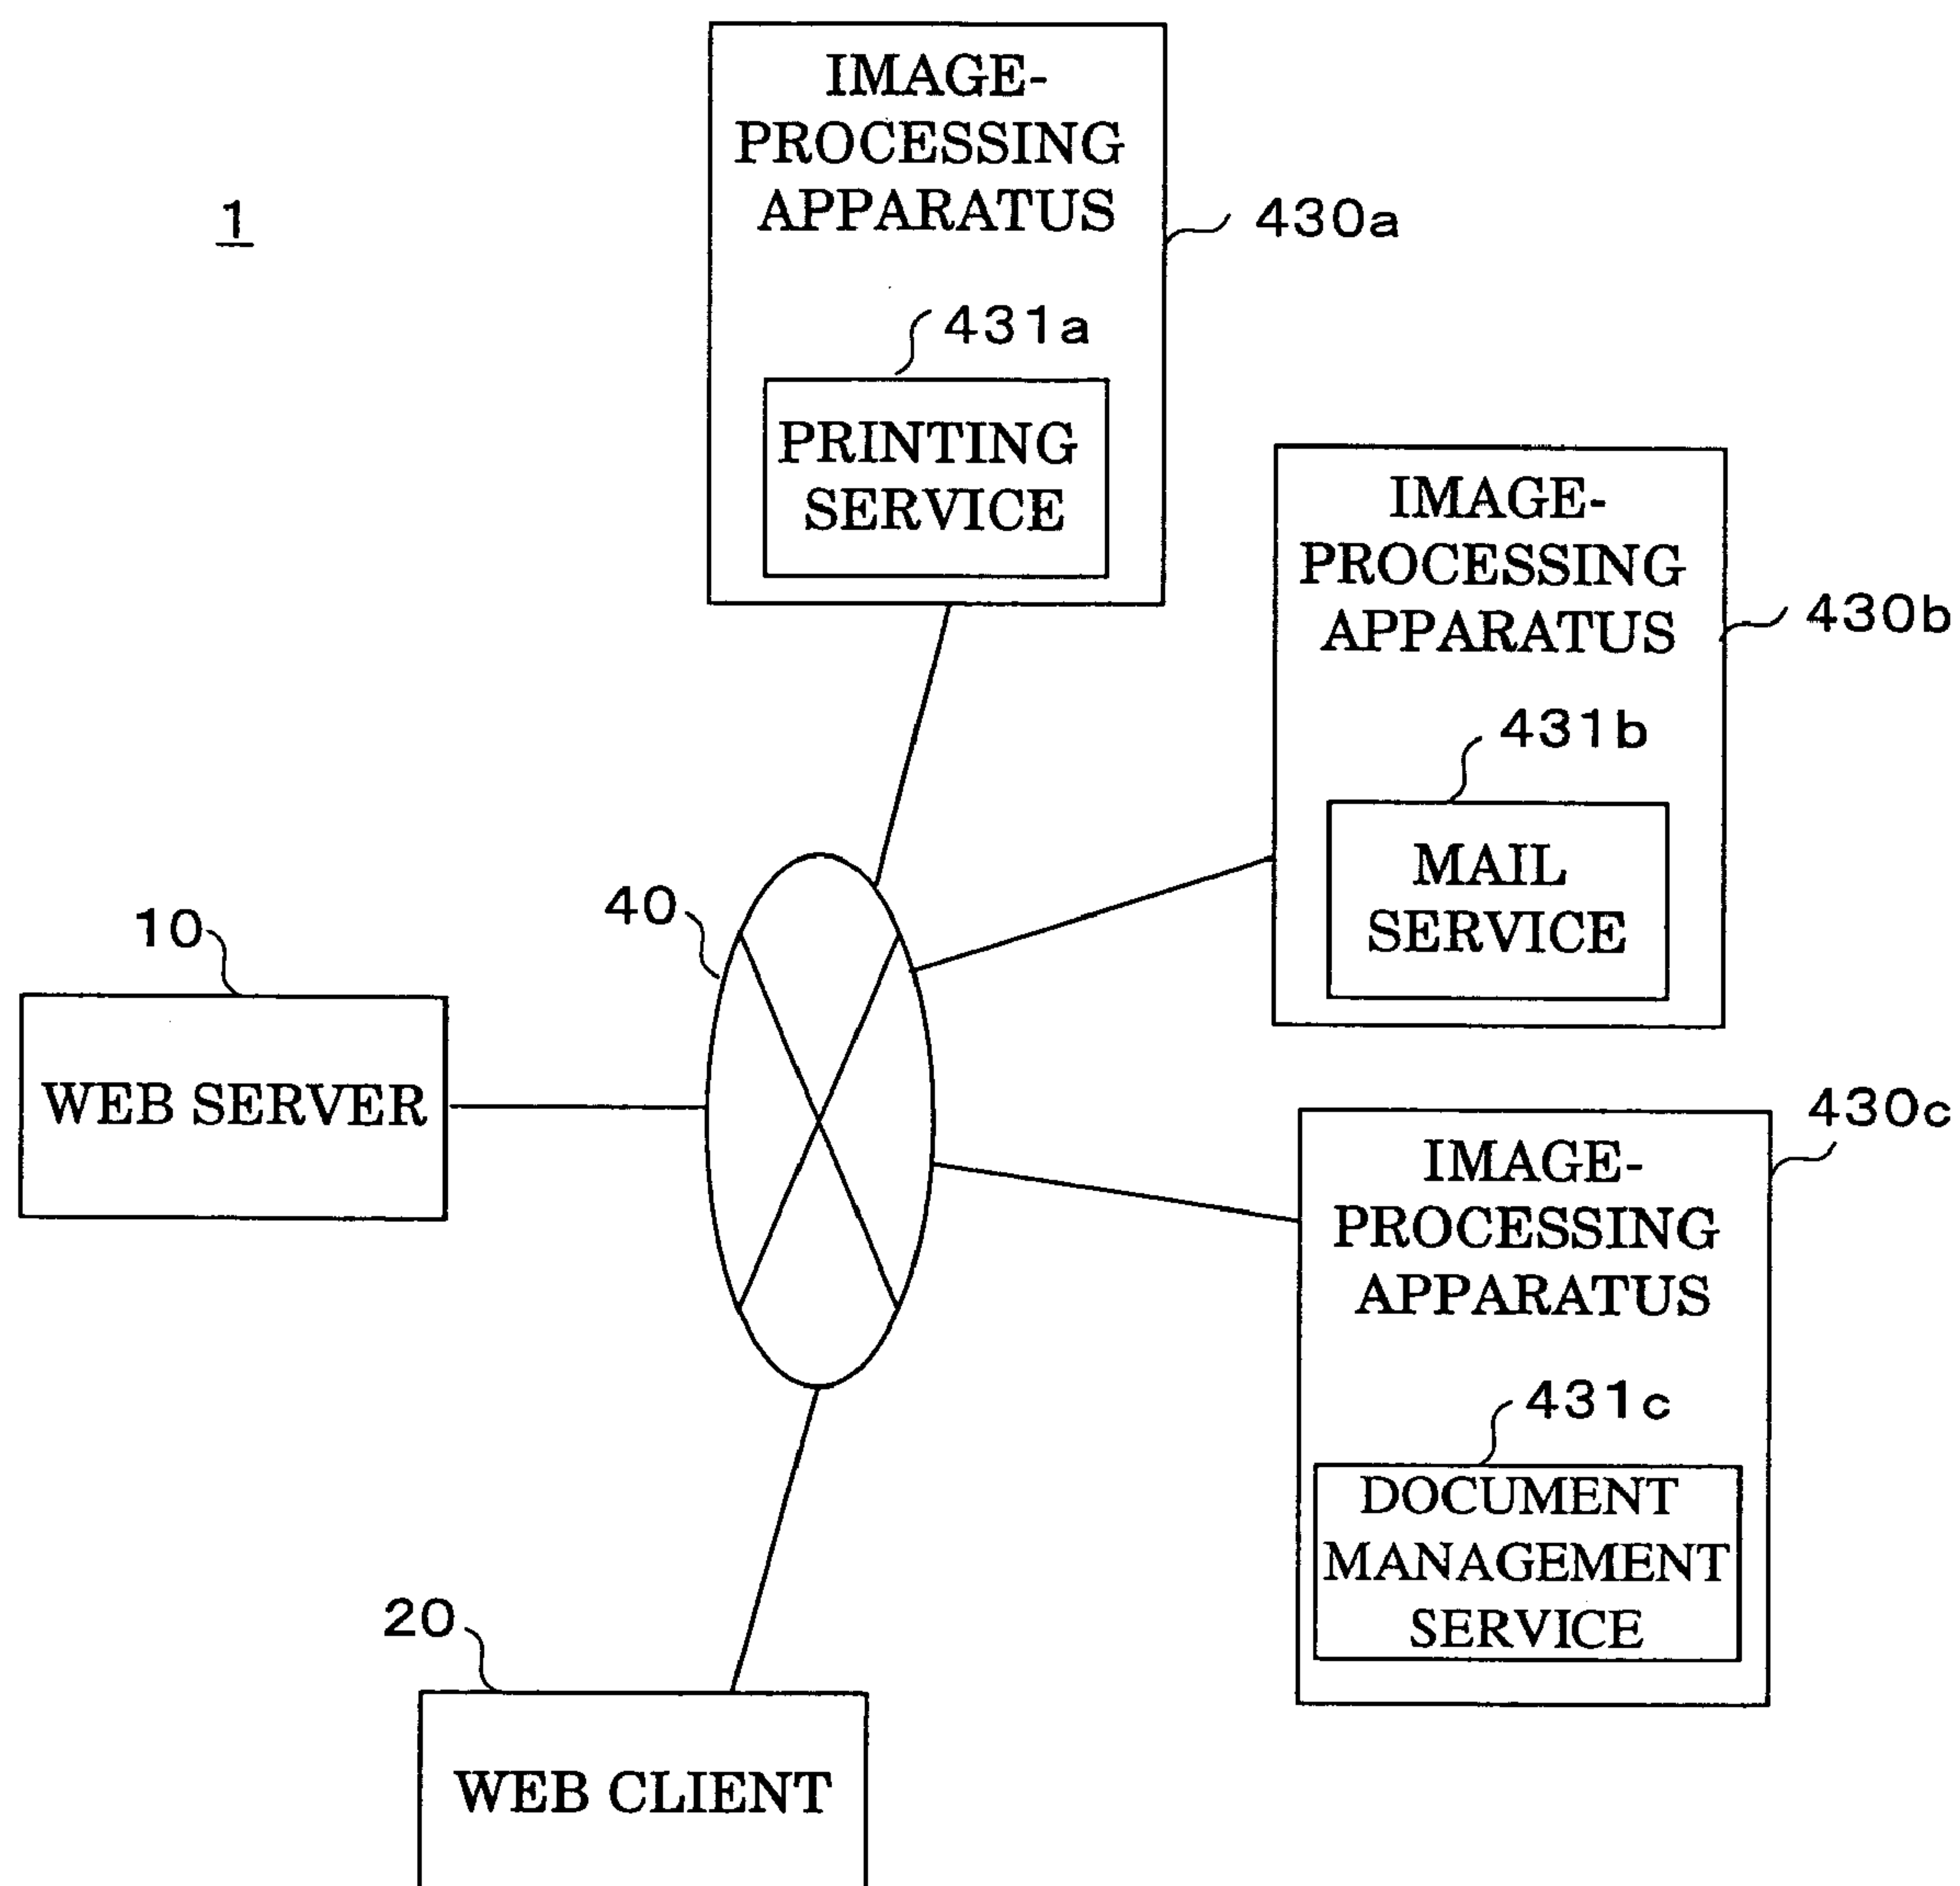 1
IMAGE-
PROCESSING
APPARATUS
430a
431a
PRINTING
SERVICE
IMAGE-
PROCESSING
APPARATUS
430b
431b
MAIL
SERVICE
40
10
WEB SERVER
IMAGE-
PROCESSING
APPARATUS
430c
431c
DOCUMENT
MANAGEMENT
SERVICE
20
WEB CLIENT